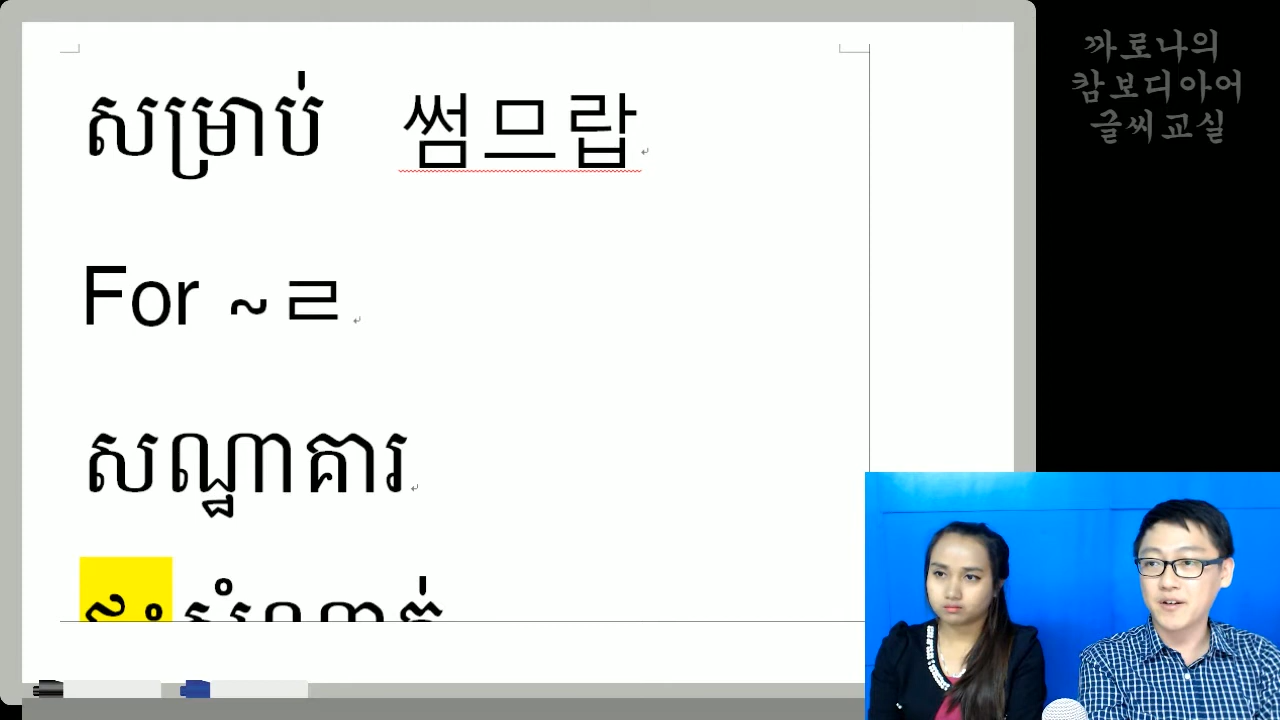 សម្រាប់ 썸므랍
For ~ㄹ
សណ្ឋាគារ
까로나의
캄보디아어
글씨교실